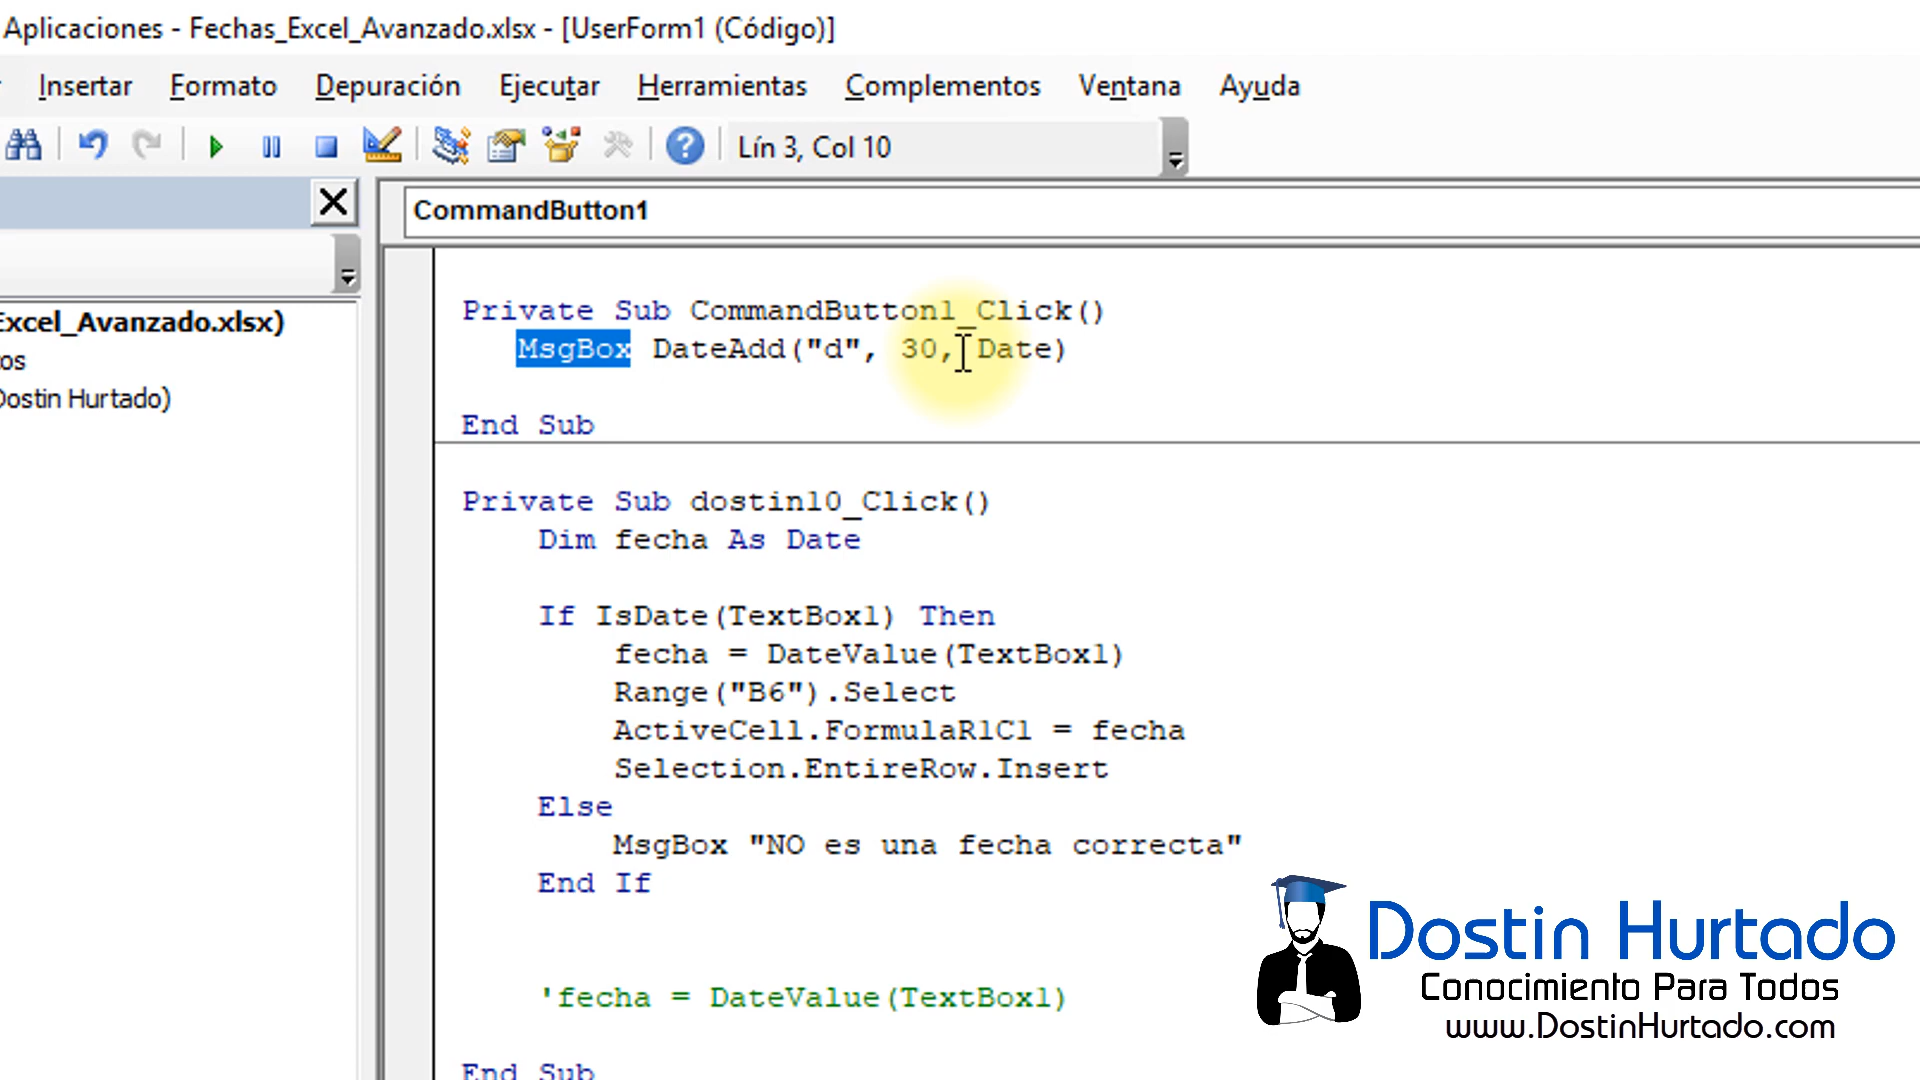 Aplicaciones - Fechas_Excel_Avanzado.xlsx - [UserForm1 (Código)]
Insertar Formato Depuración Ejecutar Herramientas Complementos Ventana Ayuda
Lín 3, Col 10
CommandButton1
Excel_Avanzado.xlsx)
os
Dostin Hurtado)
Private Sub CommandButton1_Click()
MsgBox DateAdd("d", 30, Date)
End Sub
Private Sub dostin10_Click()
Dim fecha As Date
If IsDate(TextBox1) Then
fecha = DateValue(TextBox1)
Range("B6").Select
ActiveCell.FormulaR1C1 = fecha
Selection.EntireRow.Insert
Else
MsgBox "NO es una fecha correcta"
End If
'fecha = DateValue(TextBox1)
End Sub
Dostin Hurtado
Conocimiento Para Todos
www.DostinHurtado.com